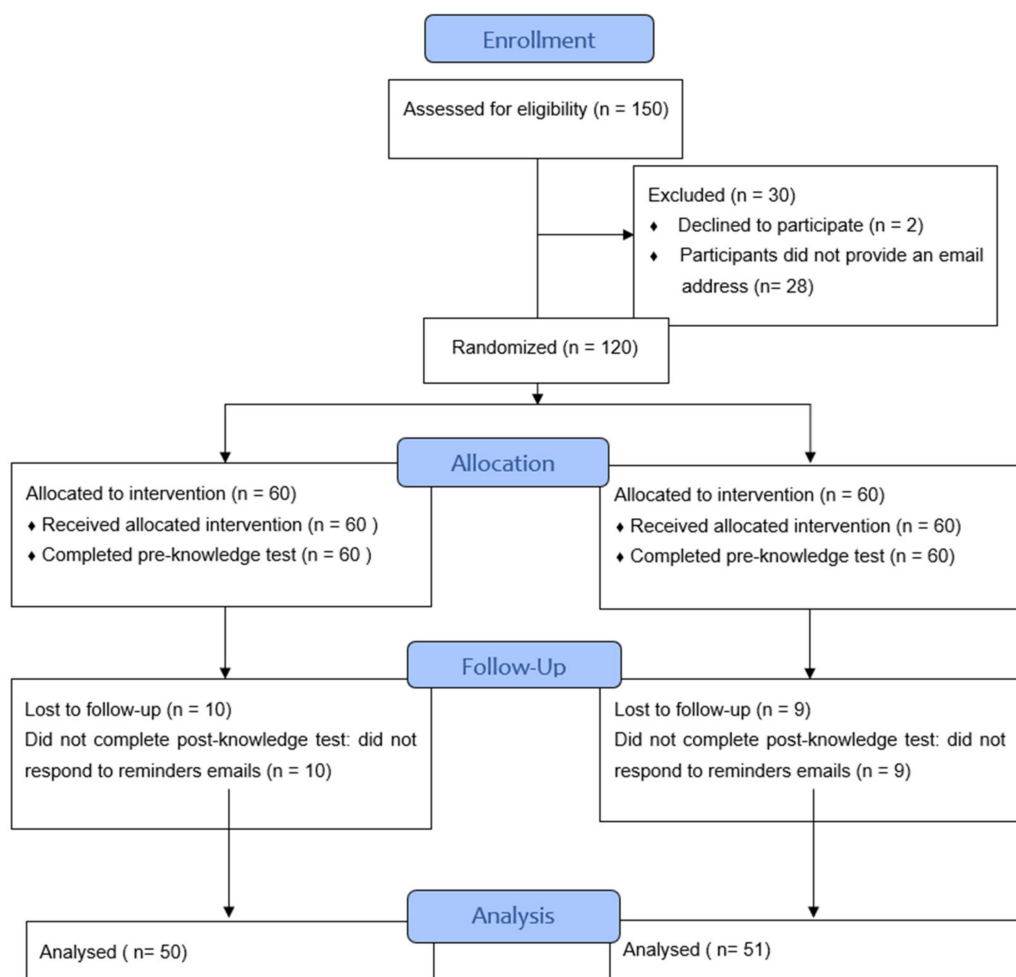 Enrollment
Assessed for eligibility (n = 150)
Excluded (n = 30)
♦ Declined to participate (n = 2)
♦ Participants did not provide an email
address (n= 28)
Randomized (n = 120)
Allocation
Allocated to intervention (n = 60)
♦ Received allocated intervention (n = 60 )
♦ Completed pre-knowledge test (n = 60 )
Allocated to intervention (n = 60)
♦ Received allocated intervention (n = 60)
♦ Completed pre-knowledge test (n = 60)
Follow-Up
Lost to follow-up (n = 10)
Did not complete post-knowledge test: did not
respond to reminders emails (n = 10)
Lost to follow-up (n = 9)
Did not complete post-knowledge test: did not
respond to reminders emails (n = 9)
Analysis
Analysed ( n= 50)
Analysed ( n= 51)